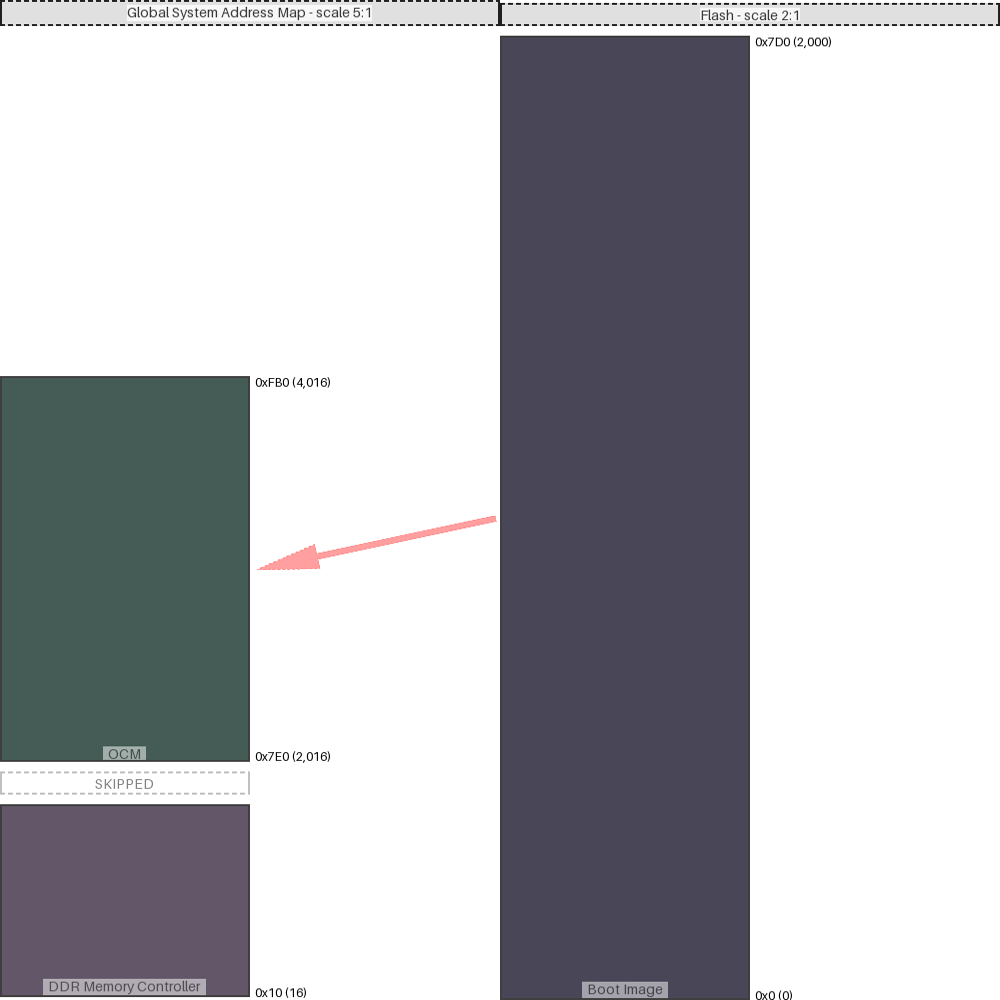 Global System Address Map - scale 5:1
Flash - scale 2:1
0x7D0 (2,000)
0xFB0 (4,016)
OCM
0x7E0 (2,016)
SKIPPED
DDR Memory Controller
0x10 (16)
Boot Image
0x0 (0)